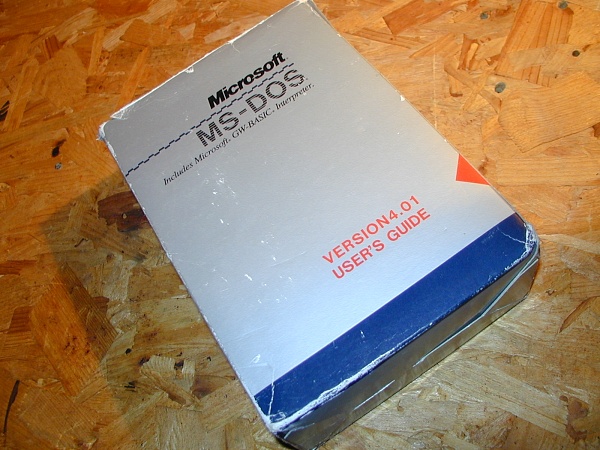 Microsoft
MS-DOS
Includes Microsoft® GW-BASIC® Interpreter.
VERSION4.01
USER'S GUIDE